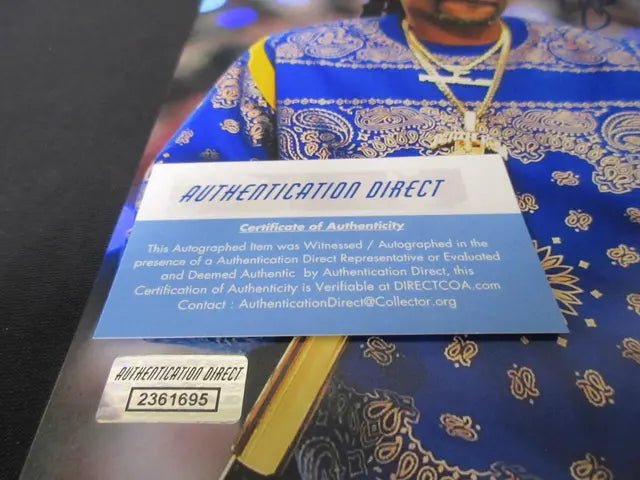 AUTHENTICATION DIRECT
Certificate of Authenticity
This Autographed Item was Witnessed / Autographed in the
presence of a Authentication Direct Representative or Evaluated
and Deemed Authentic by Authentication Direct, this
Certification of Authenticity is Verifiable at DIRECTCOA.com
Contact : AuthenticationDirect@Collector.org
AUTHENTICATION DIRECT
2361695